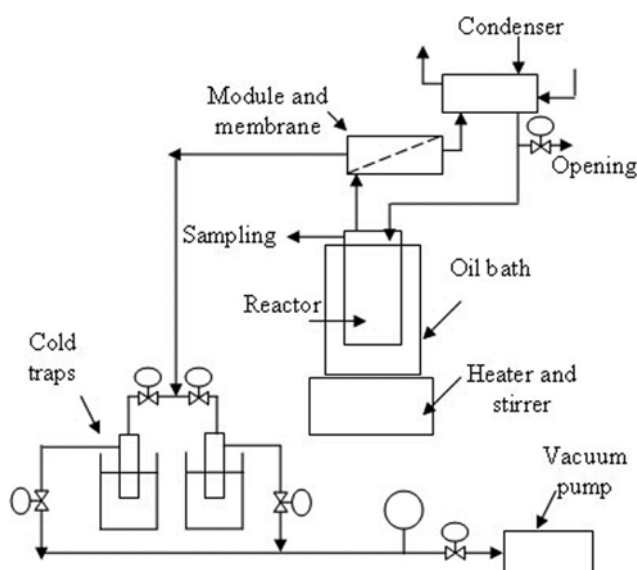 Condenser
Module and
membrane
Opening
Sampling
Oil bath
Reactor
Cold
traps
Heater and
stirrer
Vacuum
pump